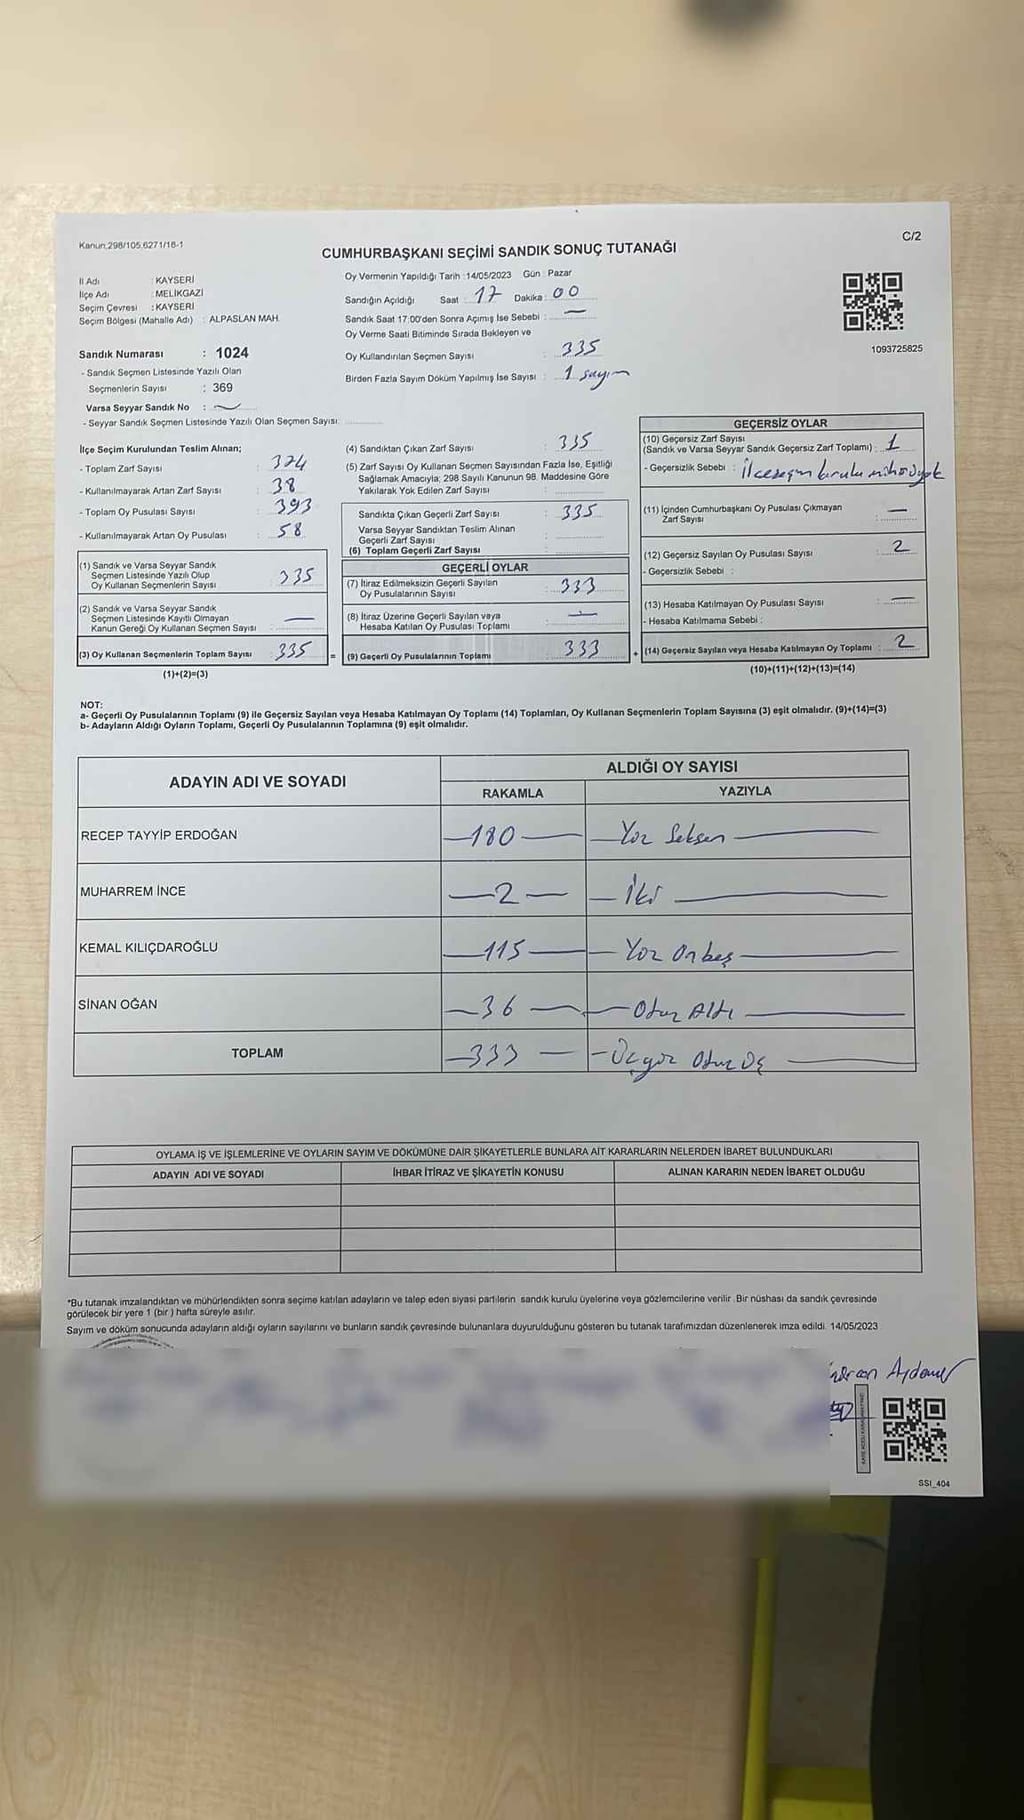 Kanun:298/105,6271/16-1
C/2
CUMHURBAŞKANI SEÇİMİ SANDIK SONUÇ TUTANAĞI
İl Adı : KAYSERİ
İlçe Adı : MELİKGAZİ
Seçim Çevresi : KAYSERİ
Seçim Bölgesi (Mahalle Adı) : ALPASLAN MAH.
Sandık Numarası : 1024
- Sandık Seçmen Listesinde Yazılı Olan
Seçmenlerin Sayısı : 369
Varsa Seyyar Sandık No :
- Seyyar Sandık Seçmen Listesinde Yazılı Olan Seçmen Sayısı:
Oy Vermenin Yapıldığı Tarih :14/05/2023 Gün : Pazar
Sandığın Açıldığı Saat : 17 Dakika : 00
Sandık Saat 17:00'den Sonra Açımış İse Sebebi : —
Oy Verme Saati Bitiminde Sırada Bekleyen ve
Oy Kullandırılan Seçmen Sayısı : 335
Birden Fazla Sayım Döküm Yapılmış İse Sayısı : 1 sayım
1093725825
İlçe Seçim Kurulundan Teslim Alınan;
- Toplam Zarf Sayısı : 374
- Kullanılmayarak Artan Zarf Sayısı : 38
- Toplam Oy Pusulası Sayısı : 393
- Kullanılmayarak Artan Oy Pusulası : 58
(1) Sandık ve Varsa Seyyar Sandık
Seçmen Listesinde Yazılı Olup
Oy Kullanan Seçmenlerin Sayısı : 335
(2) Sandık ve Varsa Seyyar Sandık
Seçmen Listesinde Kayıtlı Olmayan
Kanun Gereği Oy Kullanan Seçmen Sayısı : —
(3) Oy Kullanan Seçmenlerin Toplam Sayısı : 335 =
(1)+(2)=(3)
(4) Sandıktan Çıkan Zarf Sayısı : 335
(5) Zarf Sayısı Oy Kullanan Seçmen Sayısından Fazla İse, Eşitliği
Sağlamak Amacıyla; 298 Sayılı Kanunun 98. Maddesine Göre
Yakılarak Yok Edilen Zarf Sayısı :
Sandıkta Çıkan Geçerli Zarf Sayısı : 335
Varsa Seyyar Sandıktan Teslim Alınan
Geçerli Zarf Sayısı :
(6) Toplam Geçerli Zarf Sayısı :
GEÇERLİ OYLAR
(7) İtiraz Edilmeksizin Geçerli Sayılan
Oy Pusulalarının Sayısı : 333
(8) İtiraz Üzerine Geçerli Sayılan veya
Hesaba Katılan Oy Pusulası Toplamı : —
(9) Geçerli Oy Pusulalarının Toplamı : 333 +
GEÇERSİZ OYLAR
(10) Geçersiz Zarf Sayısı
(Sandık ve Varsa Seyyar Sandık Geçersiz Zarf Toplamı) : 1
- Geçersizlik Sebebi : İlçe seçim kurulu mührü yok
(11) İçinden Cumhurbaşkanı Oy Pusulası Çıkmayan
Zarf Sayısı : —
(12) Geçersiz Sayılan Oy Pusulası Sayısı : 2
- Geçersizlik Sebebi :
(13) Hesaba Katılmayan Oy Pusulası Sayısı : —
- Hesaba Katılmama Sebebi :
(14) Geçersiz Sayılan veya Hesaba Katılmayan Oy Toplamı : 2
(10)+(11)+(12)+(13)=(14)
NOT:
a- Geçerli Oy Pusulalarının Toplamı (9) ile Geçersiz Sayılan veya Hesaba Katılmayan Oy Toplamı (14) Toplamları, Oy Kullanan Seçmenlerin Toplam Sayısına (3) eşit olmalıdır. (9)+(14)=(3)
b- Adayların Aldığı Oyların Toplamı, Geçerli Oy Pusulalarının Toplamına (9) eşit olmalıdır.
ADAYIN ADI VE SOYADI ALDIĞI OY SAYISI
RAKAMLA YAZIYLA
RECEP TAYYİP ERDOĞAN —180— —Yüz Seksen—
MUHARREM İNCE —2— —İki—
KEMAL KILIÇDAROĞLU —115— —Yüz Onbeş—
SİNAN OĞAN —36— —Otuz Altı—
TOPLAM —333— —Üçyüz Otuz Üç—
OYLAMA İŞ VE İŞLEMLERİNE VE OYLARIN SAYIM VE DÖKÜMÜNE DAİR ŞİKAYETLERLE BUNLARA AİT KARARLARIN NELERDEN İBARET BULUNDUKLARI
ADAYIN ADI VE SOYADI İHBAR İTİRAZ VE ŞİKAYETİN KONUSU ALINAN KARARIN NEDEN İBARET OLDUĞU
*Bu tutanak imzalandıktan ve mühürlendikten sonra seçime katılan adayların ve talep eden siyasi partilerin sandık kurulu üyelerine veya gözlemcilerine verilir .Bir nüshası da sandık çevresinde
görülecek bir yere 1 (bir ) hafta süreyle asılır.
Sayım ve döküm sonucunda adayların aldığı oyların sayılarını ve bunların sandık çevresinde bulunanlara duyurulduğunu gösteren bu tutanak tarafımızdan düzenlenerek imza edildi. 14/05/2023
SSI_404